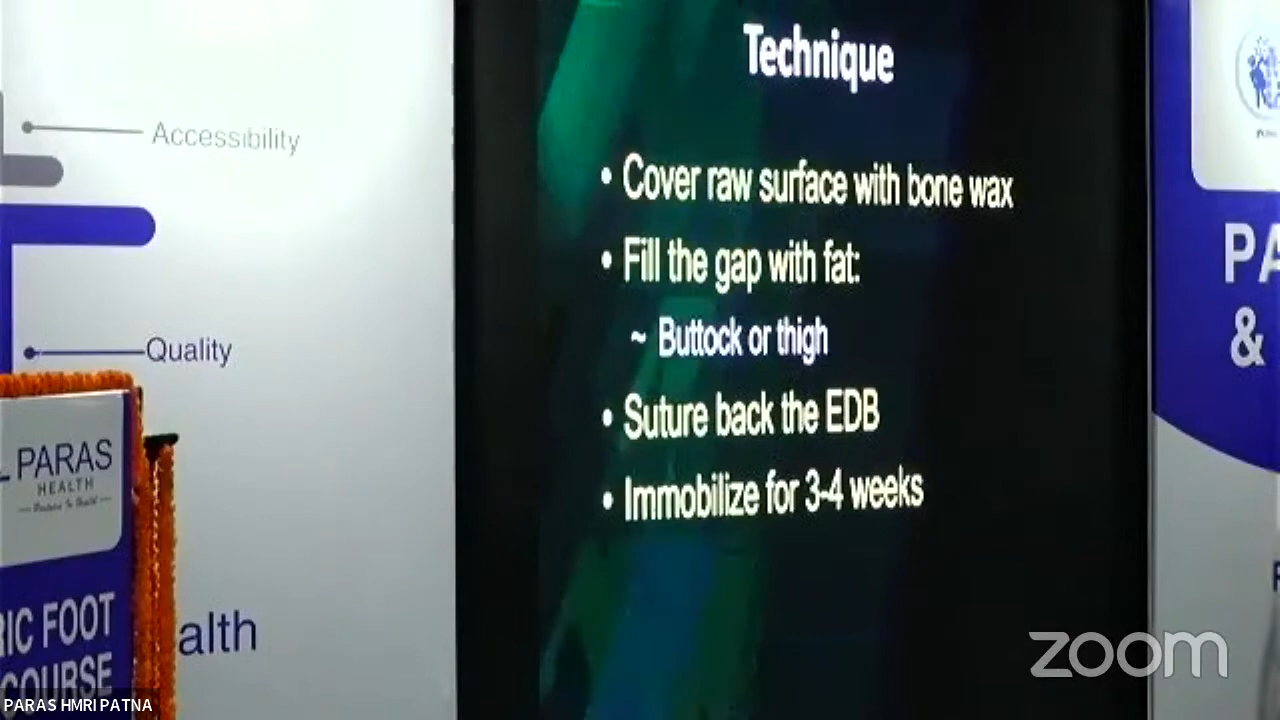 Accessibility
Quality
PARAS
HEALTH
RIC FOOT
COURSE
alth
PARAS HMRI PATNA
Technique
• Cover raw surface with bone wax
• Fill the gap with fat:
~ Buttock or thigh
• Suture back the EDB
• Immobilize for 3-4 weeks
PA
&
zoom